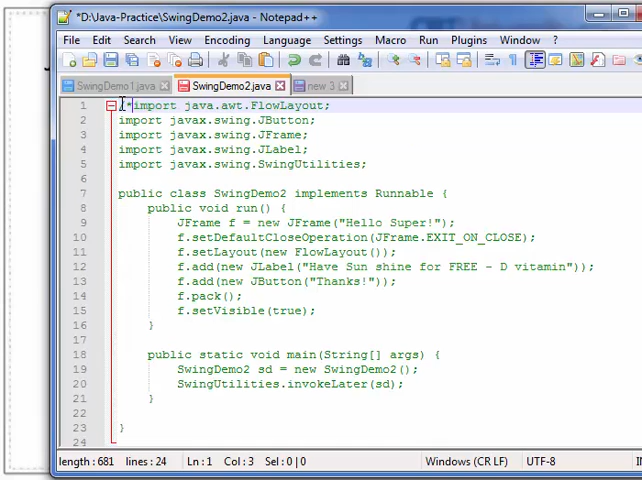 *D:\Java-Practice\SwingDemo2.java - Notepad++
File Edit Search View Encoding Language Settings Macro Run Plugins Window ?
SwingDemo1.java SwingDemo2.java new 3
1 /*import java.awt.FlowLayout;
2 import javax.swing.JButton;
3 import javax.swing.JFrame;
4 import javax.swing.JLabel;
5 import javax.swing.SwingUtilities;
6
7 public class SwingDemo2 implements Runnable {
8 public void run() {
9 JFrame f = new JFrame("Hello Super!");
10 f.setDefaultCloseOperation(JFrame.EXIT_ON_CLOSE);
11 f.setLayout(new FlowLayout());
12 f.add(new JLabel("Have Sun shine for FREE - D vitamin"));
13 f.add(new JButton("Thanks!"));
14 f.pack();
15 f.setVisible(true);
16 }
17
18 public static void main(String[] args) {
19 SwingDemo2 sd = new SwingDemo2();
20 SwingUtilities.invokeLater(sd);
21 }
22
23 }
24
length : 681 lines : 24 Ln : 1 Col : 3 Sel : 0 | 0 Windows (CR LF) UTF-8